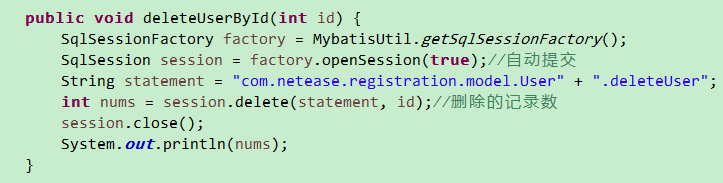 public void deleteUserById(int id) {
SqlSessionFactory factory = MybatisUtil.getSqlSessionFactory();
SqlSession session = factory.openSession(true);//自动提交
String statement = "com.netease.registration.model.User" + ".deleteUser";
int nums = session.delete(statement, id);//删除的记录数
session.close();
System.out.println(nums);
}